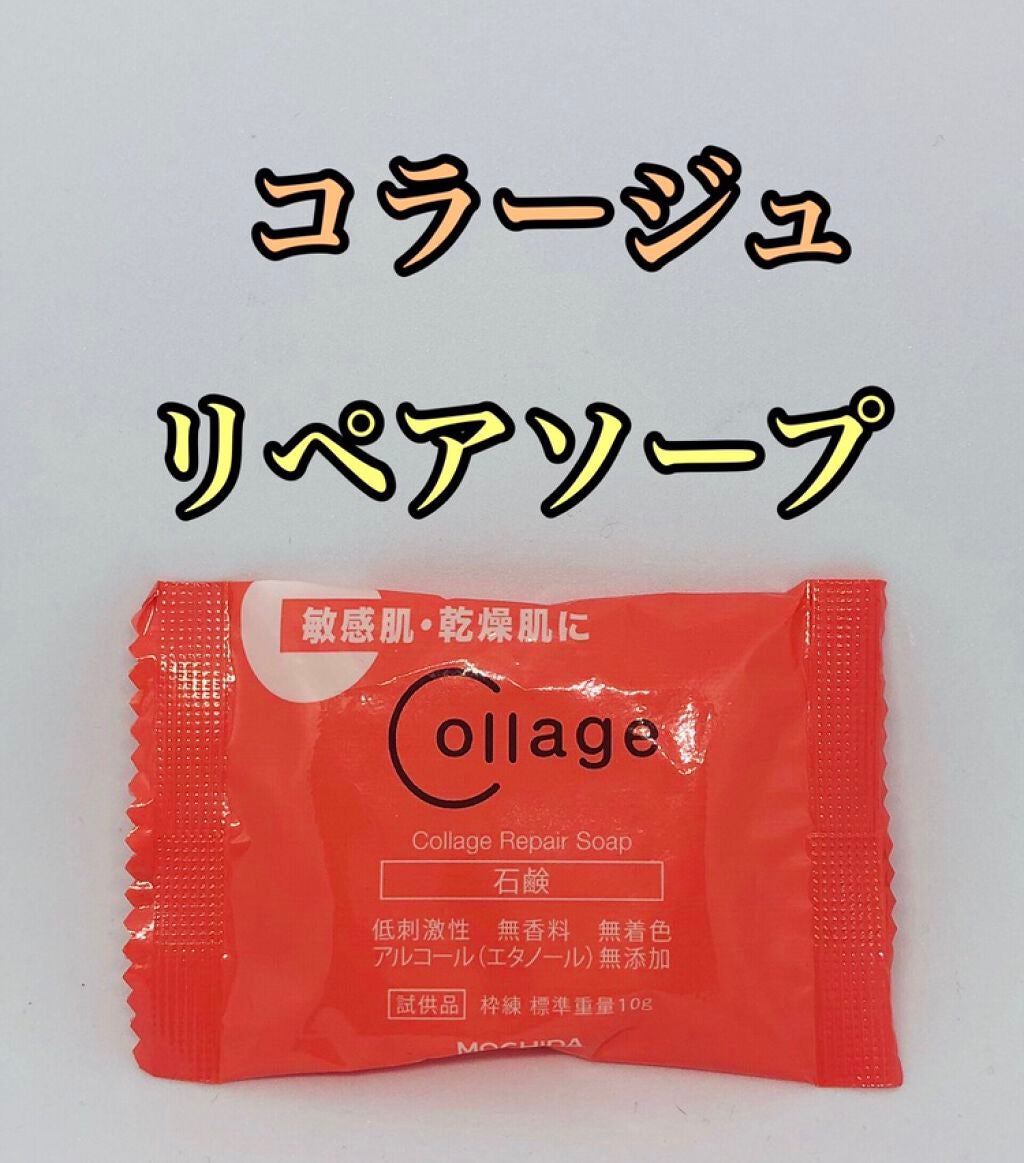 コラージュ
リペアソープ
敏感肌・乾燥肌に
Collage
Collage Repair Soap
石鹸
低刺激性 無香料 無着色
アルコール(エタノール)無添加
試供品 枠練 標準重量10g
MOCHIDA